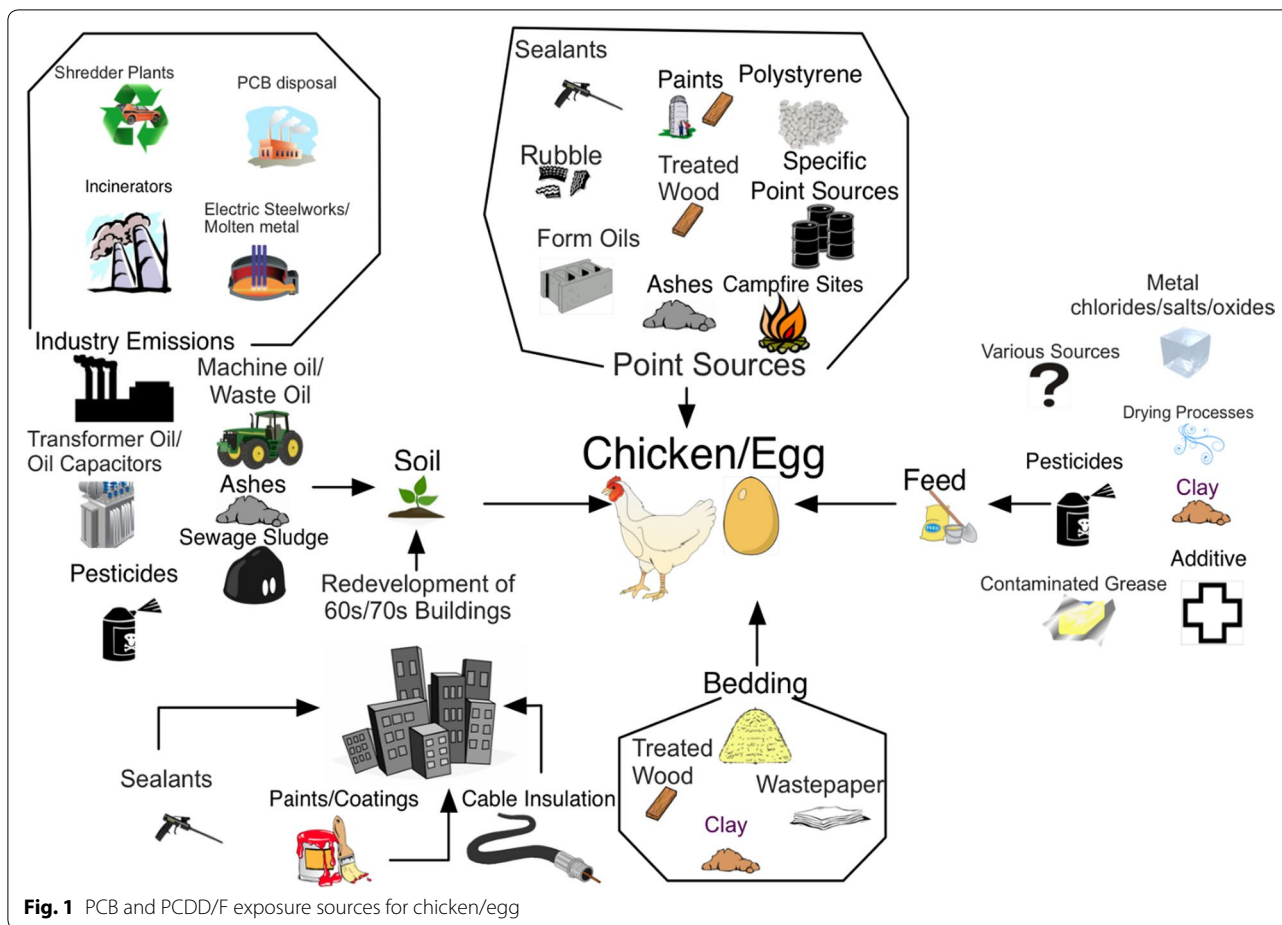 Shredder Plants
PCB disposal
Incinerators
Electric Steelworks/
Molten metal
Industry Emissions
Machine oil/
Waste Oil
Transformer Oil/
Oil Capacitors
Ashes
Sewage Sludge
Pesticides
Soil
Redevelopment of
60s/70s Buildings
Sealants
Paints/Coatings
Cable Insulation
Sealants
Paints
Polystyrene
Rubble
Treated
Wood
Specific
Point Sources
Form Oils
Ashes
Campfire Sites
Point Sources
Chicken/Egg
Feed
Metal
chlorides/salts/oxides
Various Sources
?
Drying Processes
Pesticides
Clay
Additive
Contaminated Grease
Bedding
Treated
Wood
Wastepaper
Clay
Fig. 1 PCB and PCDD/F exposure sources for chicken/egg